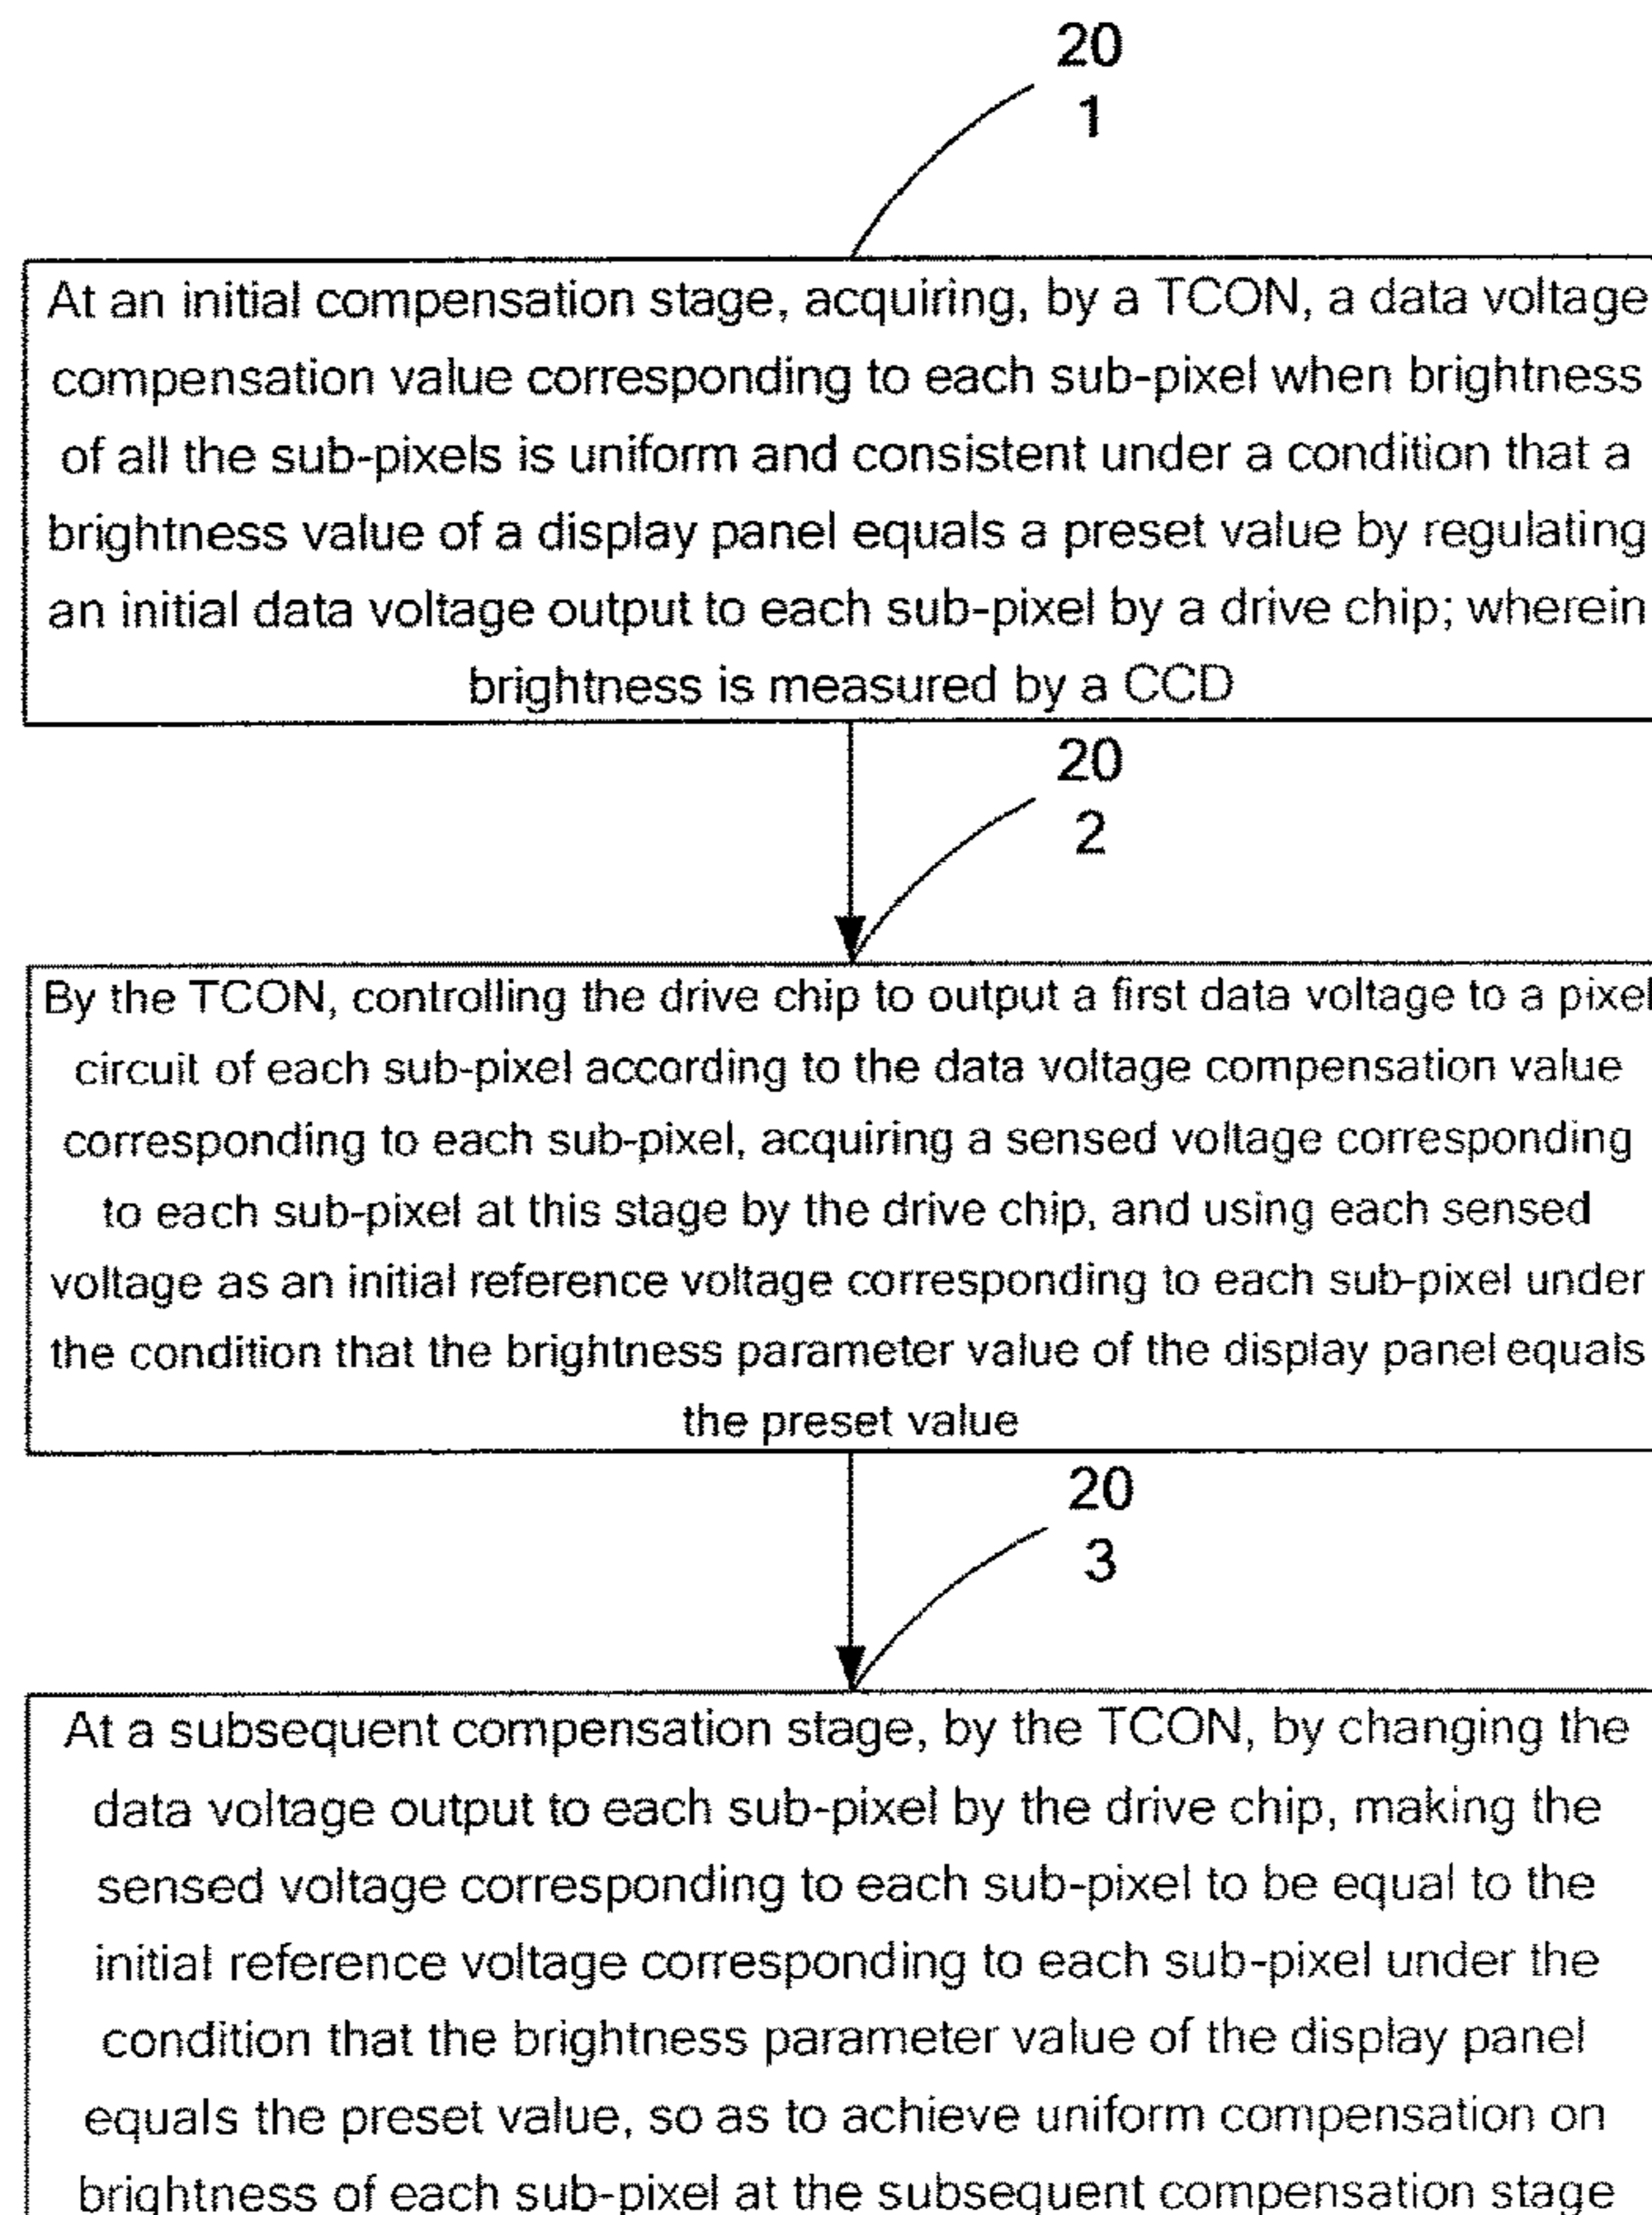 20
1
At an initial compensation stage, acquiring, by a TCON, a data voltage
compensation value corresponding to each sub-pixel when brightness
of all the sub-pixels is uniform and consistent under a condition that a
brightness value of a display panel equals a preset value by regulating
an initial data voltage output to each sub-pixel by a drive chip; wherein
brightness is measured by a CCD
20
2
By the TCON, controlling the drive chip to output a first data voltage to a pixel
circuit of each sub-pixel according to the data voltage compensation value
corresponding to each sub-pixel, acquiring a sensed voltage corresponding
to each sub-pixel at this stage by the drive chip, and using each sensed
voltage as an initial reference voltage corresponding to each sub-pixel under
the condition that the brightness parameter value of the display panel equals
the preset value
20
3
At a subsequent compensation stage, by the TCON, by changing the
data voltage output to each sub-pixel by the drive chip, making the
sensed voltage corresponding to each sub-pixel to be equal to the
initial reference voltage corresponding to each sub-pixel under the
condition that the brightness parameter value of the display panel
equals the preset value, so as to achieve uniform compensation on
brightness of each sub-pixel at the subsequent compensation stage